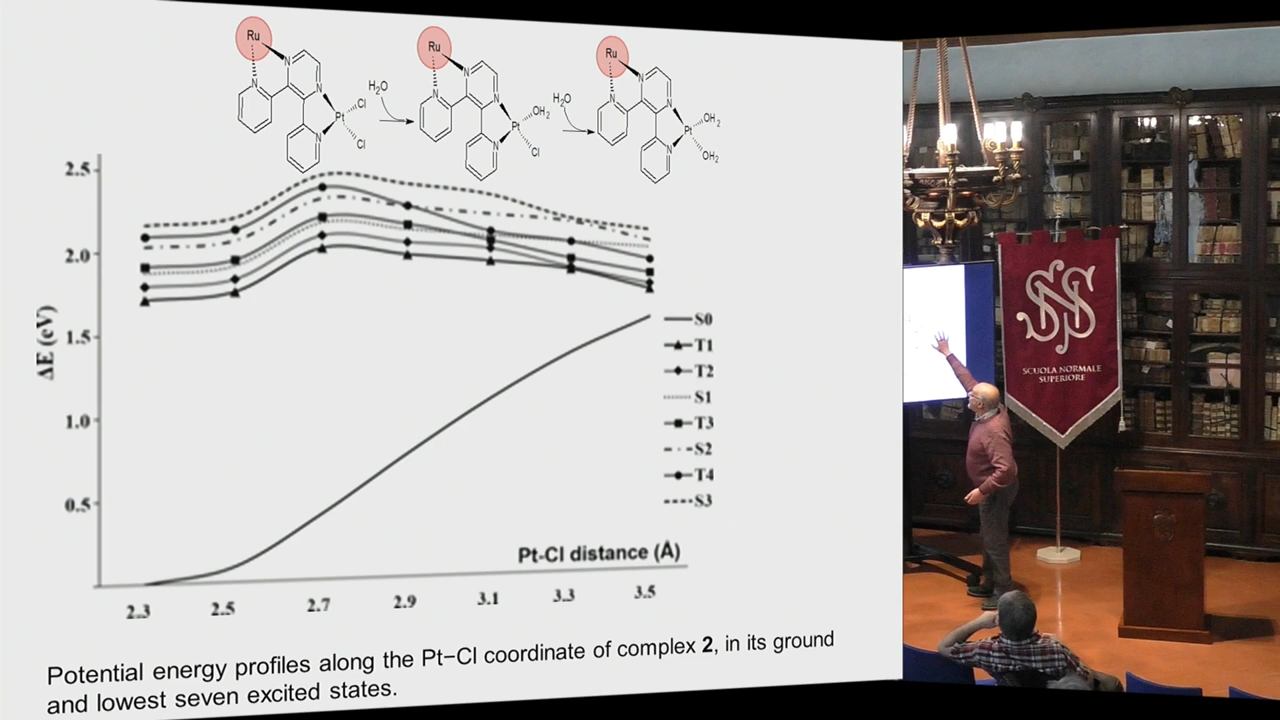 Ru
Ru
Ru
N
N
N
N
Pt
Cl
Cl
H₂O
N
N
N
N
Pt
OH₂
Cl
H₂O
N
N
N
N
Pt
OH₂
OH₂
2.5
2.0
1.5
1.0
0.5
ΔE (eV)
S0
T1
T2
S1
T3
S2
T4
S3
Pt-Cl distance (Å)
2.3 2.5 2.7 2.9 3.1 3.3 3.5
Potential energy profiles along the Pt−Cl coordinate of complex 2, in its ground
and lowest seven excited states.
SNS
SCUOLA NORMALE
SUPERIORE